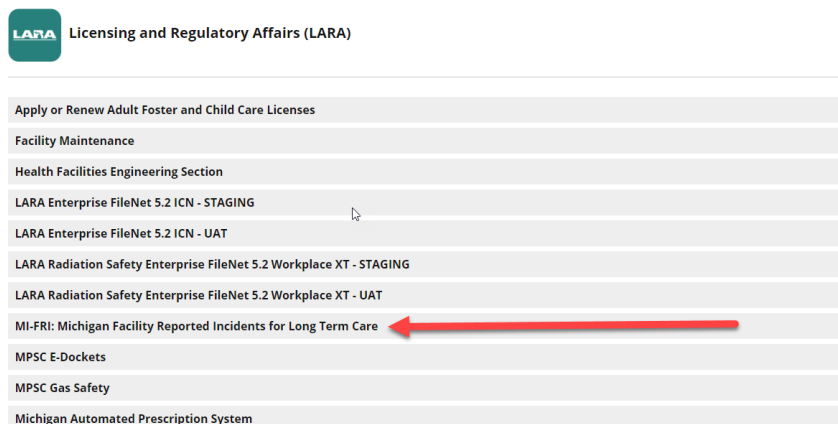 LARA
Licensing and Regulatory Affairs (LARA)
Apply or Renew Adult Foster and Child Care Licenses
Facility Maintenance
Health Facilities Engineering Section
LARA Enterprise FileNet 5.2 ICN - STAGING
LARA Enterprise FileNet 5.2 ICN - UAT
LARA Radiation Safety Enterprise FileNet 5.2 Workplace XT - STAGING
LARA Radiation Safety Enterprise FileNet 5.2 Workplace XT - UAT
MI-FRI: Michigan Facility Reported Incidents for Long Term Care
MPSC E-Dockets
MPSC Gas Safety
Michigan Automated Prescription System